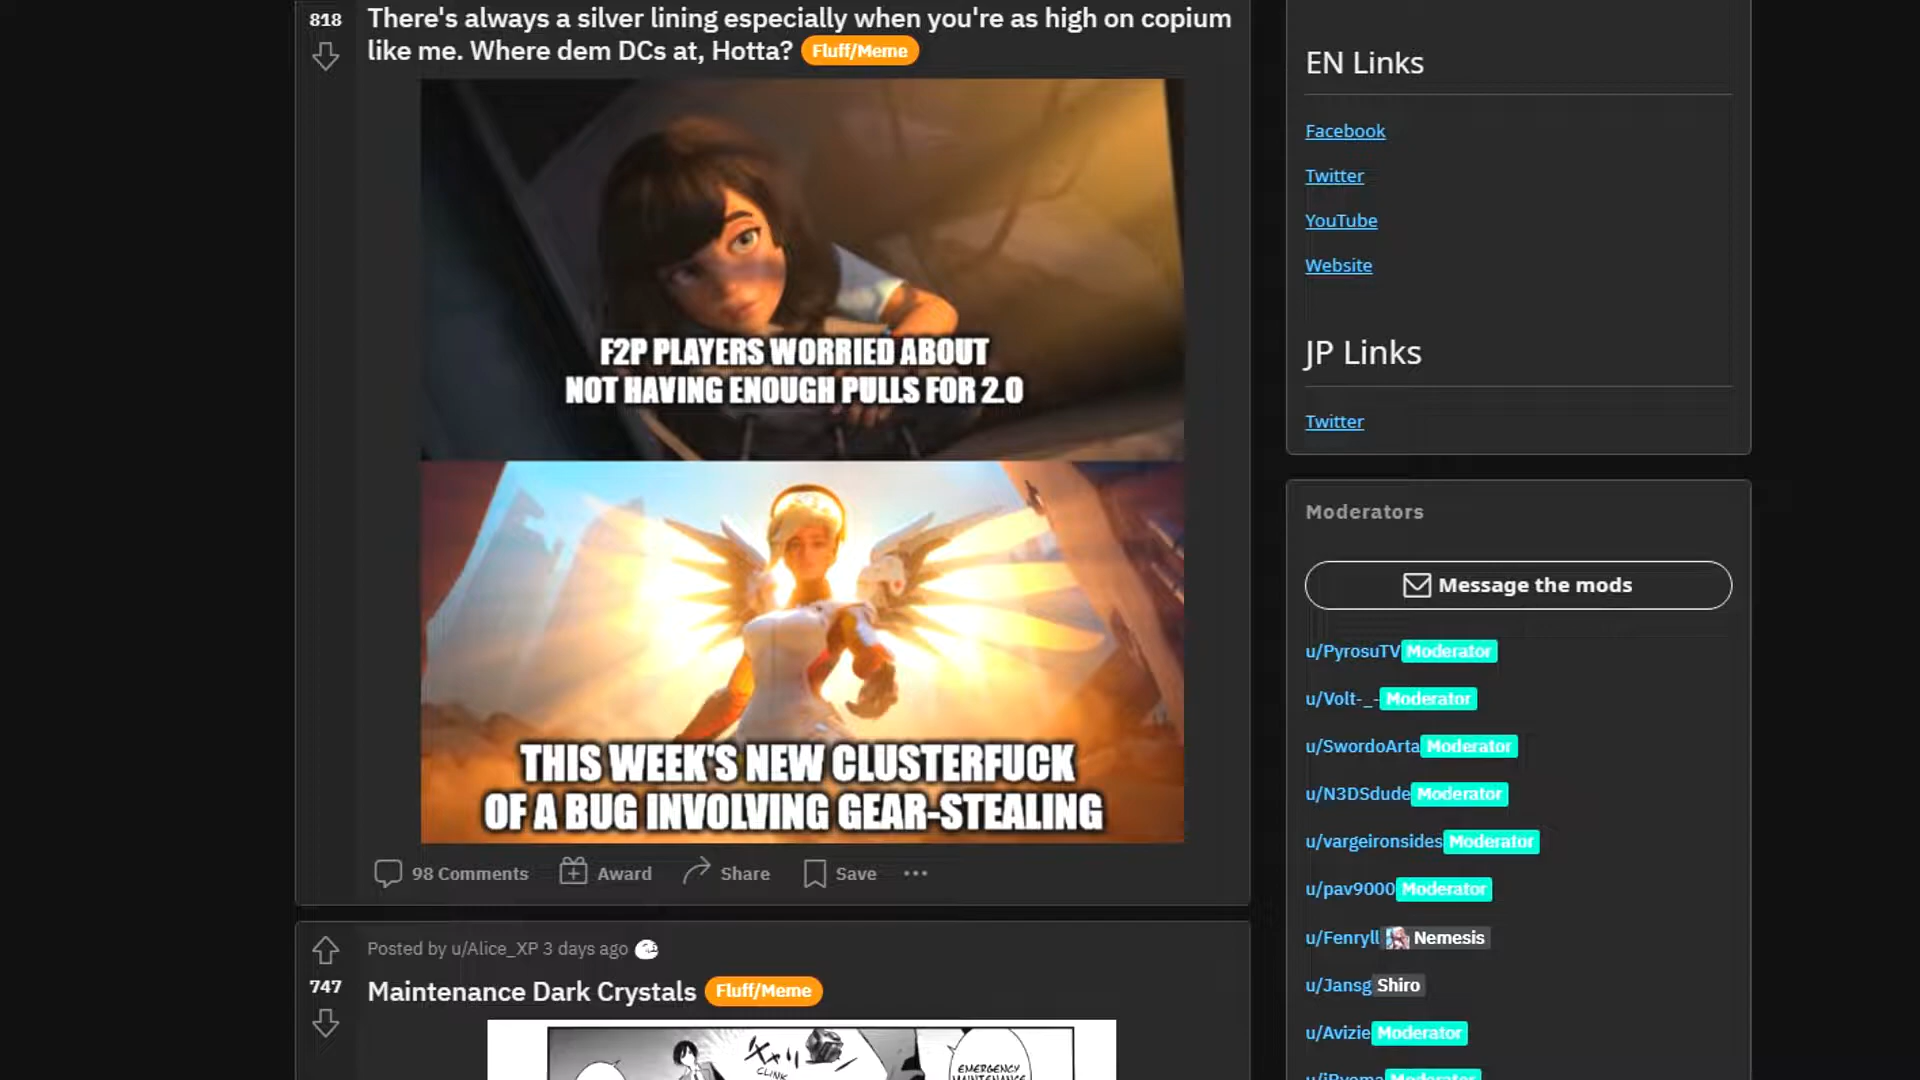 818
There's always a silver lining especially when you're as high on copium
like me. Where dem DCs at, Hotta? Fluff/Meme
F2P PLAYERS WORRIED ABOUT
NOT HAVING ENOUGH PULLS FOR 2.0
THIS WEEK'S NEW CLUSTERFUCK
OF A BUG INVOLVING GEAR-STEALING
98 Comments Award Share Save
Posted by u/Alice_XP 3 days ago
747
Maintenance Dark Crystals Fluff/Meme
CLINK
EMERGENCY
MAINTENANCE
EN Links
Facebook
Twitter
YouTube
Website
JP Links
Twitter
Moderators
Message the mods
u/PyrosuTV Moderator
u/Volt-_- Moderator
u/SwordoArta Moderator
u/N3DSdude Moderator
u/vargeironsides Moderator
u/pav9000 Moderator
u/Fenryll Nemesis
u/Jansg Shiro
u/Avizie Moderator
Moderator